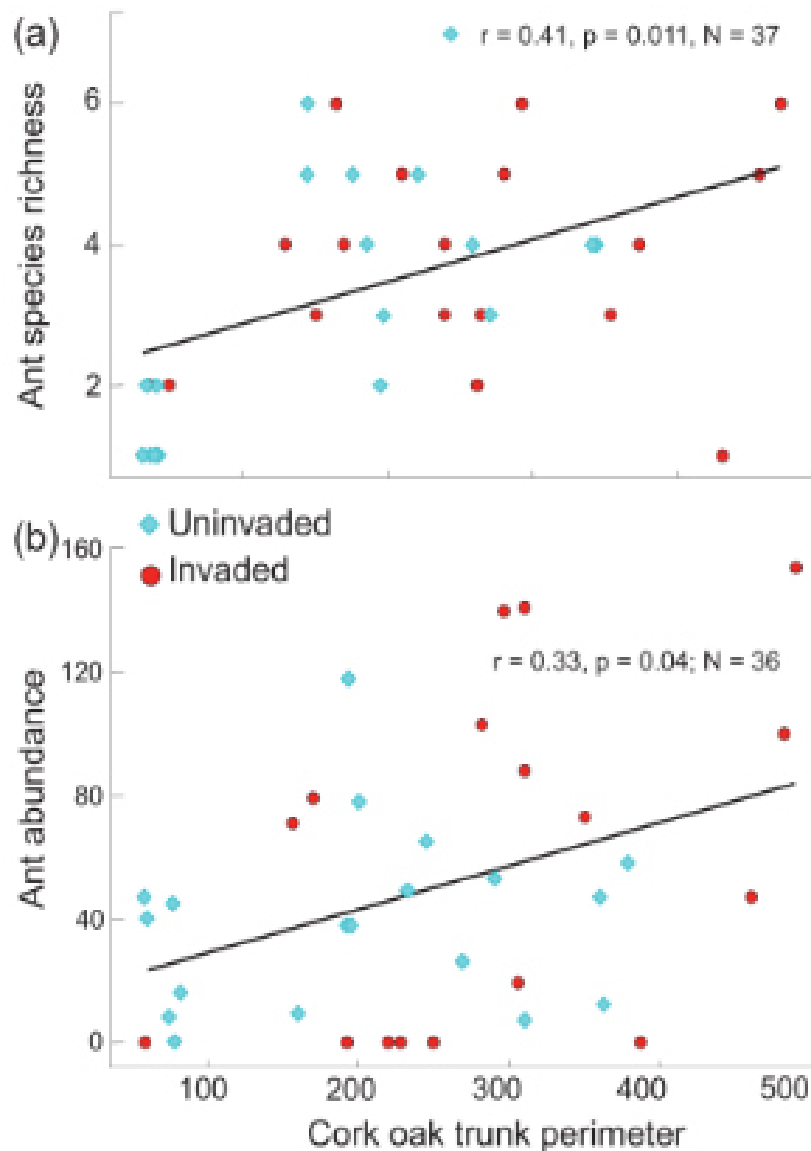 (a)
r = 0.41, p = 0.011, N = 37
Ant species richness
6
4
2
(b)
Uninvaded
Invaded
r = 0.33, p = 0.04; N = 36
Ant abundance
160
120
80
40
0
100 200 300 400 500
Cork oak trunk perimeter